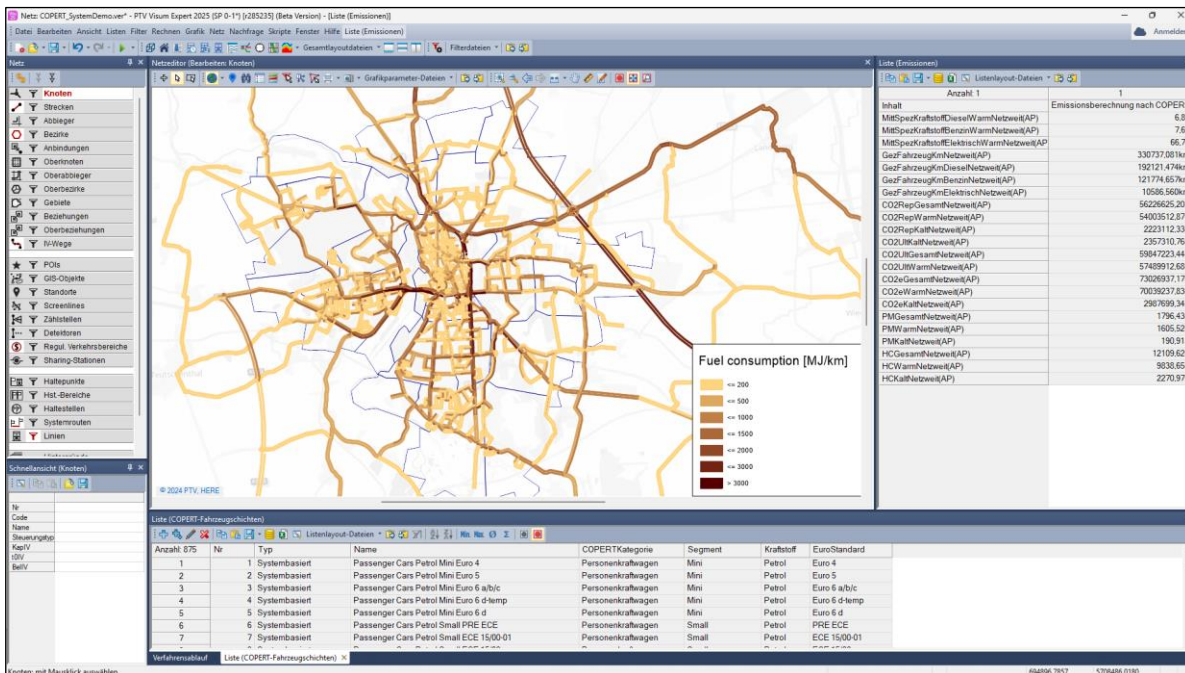 Netz: COPERT_SystemDemo.ver* - PTV Visum Expert 2025 (SP 0-1*) [r285235] (Beta Version) - [Liste (Emissionen)]
Datei Bearbeiten Ansicht Listen Filter Rechnen Grafik Netz Nachfrage Skripte Fenster Hilfe Liste (Emissionen)
Anmelden
Gesamtlayoutdateien
Filterdateien
Netz
Knoten
Strecken
Abbieger
Bezirke
Anbindungen
Oberknoten
Oberabbieger
Oberbezirke
Gebiete
Beziehungen
Oberbeziehungen
IV-Wege
POIs
GIS-Objekte
Standorte
Screenlines
Zählstellen
Detektoren
Regul. Verkehrsbereiche
Sharing-Stationen
Haltepunkte
Hst.-Bereiche
Haltestellen
Systemrouten
Linien
Schnellansicht (Knoten)
Nr
Code
Name
Steuerungstyp
KapIV
t0IV
BelIV
Netzeditor (Bearbeiten: Knoten)
Grafikparameter-Dateien
Fuel consumption [MJ/km]
<= 200
<= 500
<= 1000
<= 1500
<= 2000
<= 3000
> 3000
© 2024 PTV, HERE
Liste (Emissionen)
Listenlayout-Dateien
Anzahl: 1 1
Inhalt Emissionsberechnung nach COPER
MittSpezKraftstoffDieselWarmNetzweit(AP) 6,8
MittSpezKraftstoffBenzinWarmNetzweit(AP) 7,6
MittSpezKraftstoffElektrischWarmNetzweit(AP 66,7
GezFahrzeugKmNetzweit(AP) 330737,081k
GezFahrzeugKmDieselNetzweit(AP) 192121,474k
GezFahrzeugKmBenzinNetzweit(AP) 121774,657k
GezFahrzeugKmElektrischNetzweit(AP) 10586,560k
CO2RepGesamtNetzweit(AP) 56226625,20
CO2RepWarmNetzweit(AP) 54003512,87
CO2RepKaltNetzweit(AP) 2223112,33
CO2UltKaltNetzweit(AP) 2357310,76
CO2UltGesamtNetzweit(AP) 59847223,44
CO2UltWarmNetzweit(AP) 57489912,68
CO2eGesamtNetzweit(AP) 73026937,17
CO2eWarmNetzweit(AP) 70039237,83
CO2eKaltNetzweit(AP) 2987699,34
PMGesamtNetzweit(AP) 1796,43
PMWarmNetzweit(AP) 1605,52
PMKaltNetzweit(AP) 190,91
HCGesamtNetzweit(AP) 12109,62
HCWarmNetzweit(AP) 9838,65
HCKaltNetzweit(AP) 2270,97
Liste (COPERT-Fahrzeugschichten)
Listenlayout-Dateien Min. Max. Ø Σ
Anzahl: 875 Nr Typ Name COPERTKategorie Segment Kraftstoff EuroStandard
1 1 Systembasiert Passenger Cars Petrol Mini Euro 4 Personenkraftwagen Mini Petrol Euro 4
2 2 Systembasiert Passenger Cars Petrol Mini Euro 5 Personenkraftwagen Mini Petrol Euro 5
3 3 Systembasiert Passenger Cars Petrol Mini Euro 6 a/b/c Personenkraftwagen Mini Petrol Euro 6 a/b/c
4 4 Systembasiert Passenger Cars Petrol Mini Euro 6 d-temp Personenkraftwagen Mini Petrol Euro 6 d-temp
5 5 Systembasiert Passenger Cars Petrol Mini Euro 6 d Personenkraftwagen Mini Petrol Euro 6 d
6 6 Systembasiert Passenger Cars Petrol Small PRE ECE Personenkraftwagen Small Petrol PRE ECE
7 7 Systembasiert Passenger Cars Petrol Small ECE 15/00-01 Personenkraftwagen Small Petrol ECE 15/00-01
Verfahrensablauf Liste (COPERT-Fahrzeugschichten)
Knoten: mit Mausklick auswählen
694896.7857 5708486.0180